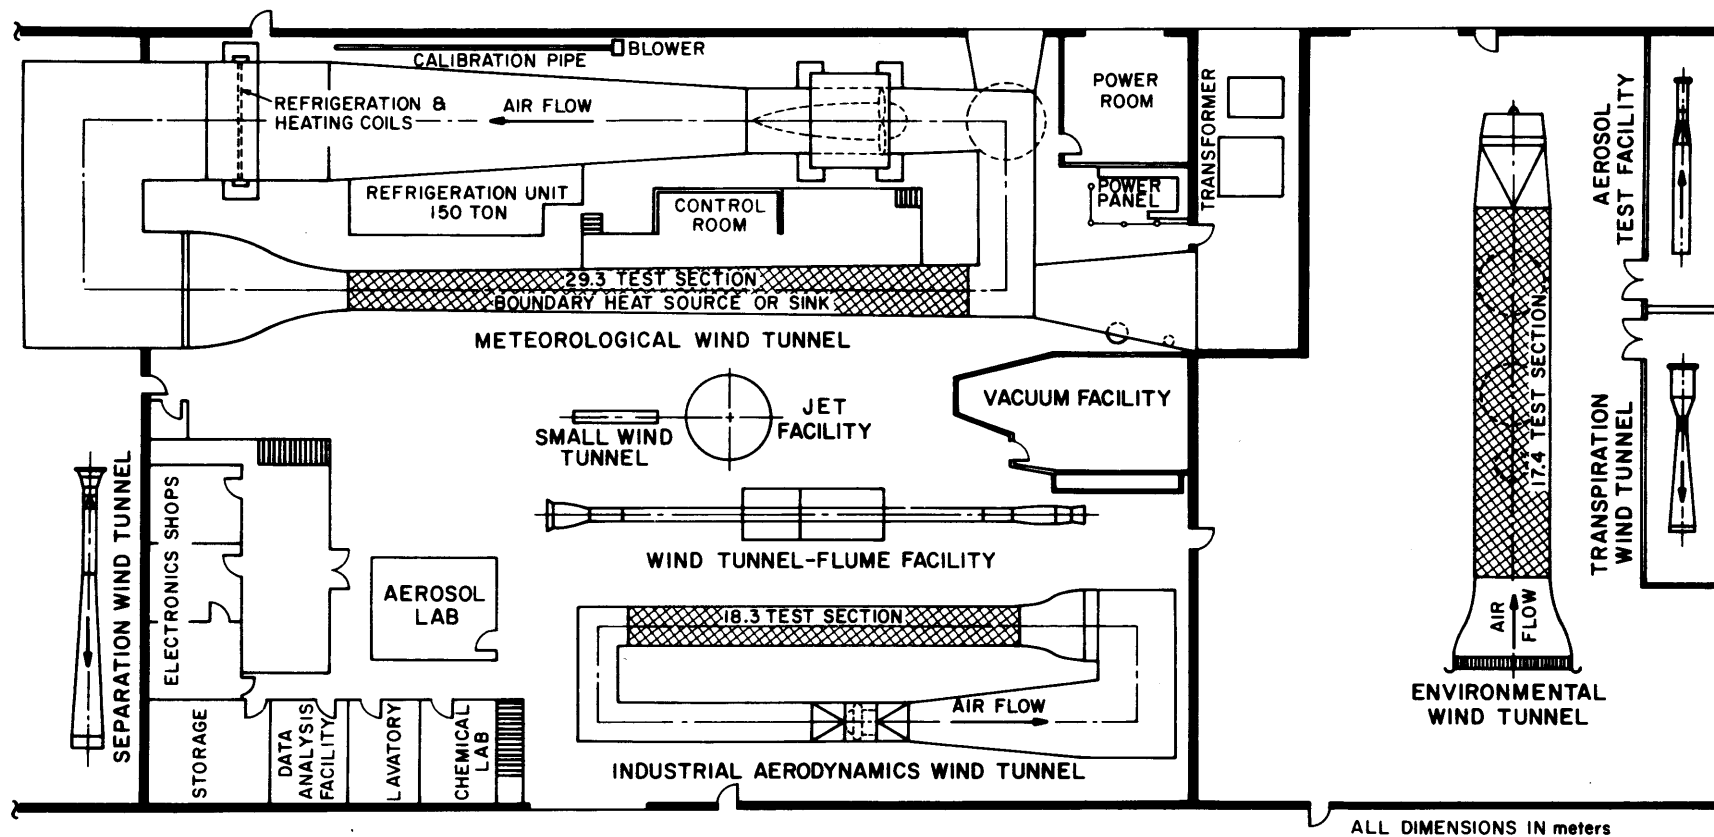 BLOWER
CALIBRATION PIPE
REFRIGERATION &
HEATING COILS
AIR FLOW
POWER
ROOM
TRANSFORMER
AEROSOL
TEST FACILITY
REFRIGERATION UNIT
150 TON
CONTROL
ROOM
POWER
PANEL
29.3 TEST SECTION
BOUNDARY HEAT SOURCE OR SINK
METEOROLOGICAL WIND TUNNEL
JET
FACILITY
SMALL WIND
TUNNEL
VACUUM FACILITY
17.4 TEST SECTION
TRANSPIRATION
WIND TUNNEL
SEPARATION WIND TUNNEL
ELECTRONICS SHOPS
AEROSOL
LAB
WIND TUNNEL-FLUME FACILITY
18.3 TEST SECTION
AIR FLOW
INDUSTRIAL AERODYNAMICS WIND TUNNEL
AIR
FLOW
ENVIRONMENTAL
WIND TUNNEL
STORAGE
DATA
ANALYSIS
FACILITY
LAVATORY
CHEMICAL
LAB
ALL DIMENSIONS IN meters